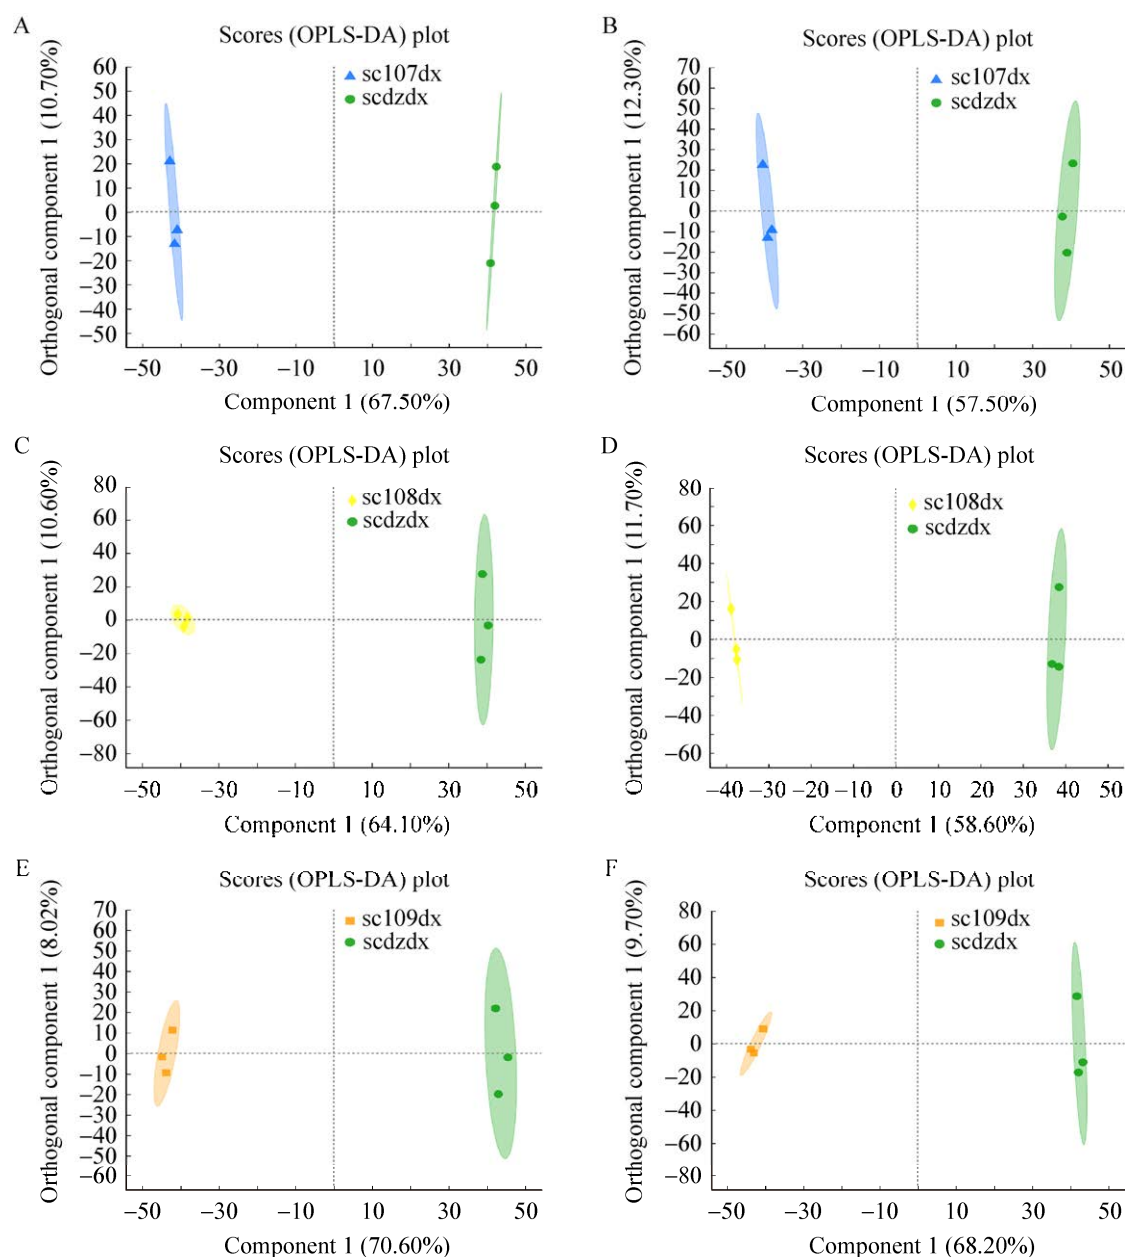 A
Scores (OPLS-DA) plot
Orthogonal component 1 (10.70%)
sc107dx
scdzdx
60
50
40
30
20
10
0
−10
−20
−30
−40
−50
−50 −30 −10 10 30 50
Component 1 (67.50%)
B
Scores (OPLS-DA) plot
Orthogonal component 1 (12.30%)
sc107dx
scdzdx
70
60
50
40
30
20
10
0
−10
−20
−30
−40
−50
−60
−50 −30 −10 10 30 50
Component 1 (57.50%)
C
Scores (OPLS-DA) plot
Orthogonal component 1 (10.60%)
sc108dx
scdzdx
80
60
40
20
0
−20
−40
−60
−80
−50 −30 −10 10 30 50
Component 1 (64.10%)
D
Scores (OPLS-DA) plot
Orthogonal component 1 (11.70%)
sc108dx
scdzdx
80
60
40
20
0
−20
−40
−60
−40 −30 −20 −10 0 10 20 30 40 50
Component 1 (58.60%)
E
Scores (OPLS-DA) plot
Orthogonal component 1 (8.02%)
sc109dx
scdzdx
70
60
50
40
30
20
10
0
−10
−20
−30
−40
−50
−60
−50 −30 −10 10 30 50
Component 1 (70.60%)
F
Scores (OPLS-DA) plot
Orthogonal component 1 (9.70%)
sc109dx
scdzdx
80
60
40
20
0
−20
−40
−60
−80
−50 −30 −10 10 30 50
Component 1 (68.20%)